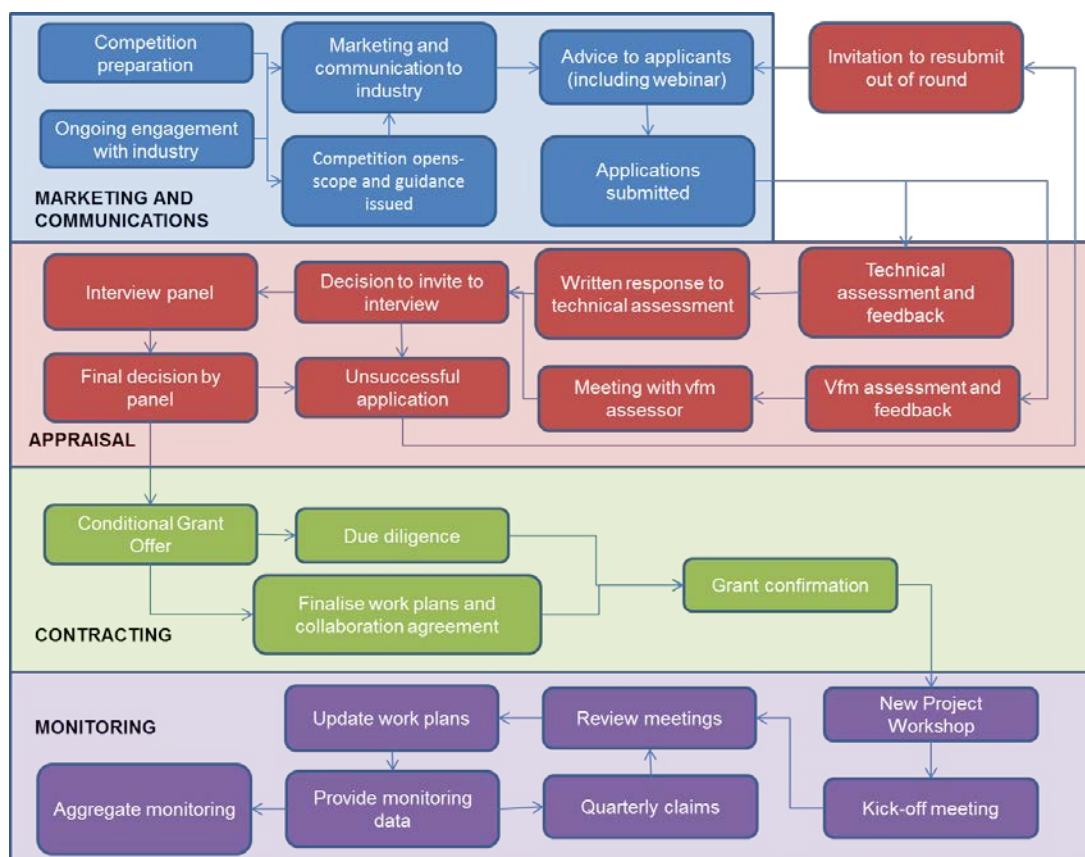 Competition
preparation
Marketing and
communication to
industry
Advice to applicants
(including webinar)
Invitation to resubmit
out of round
Ongoing engagement
with industry
Competition opens-
scope and guidance
issued
Applications
submitted
MARKETING AND
COMMUNICATIONS
Interview panel
Decision to invite to
interview
Written response to
technical assessment
Technical
assessment and
feedback
Final decision by
panel
Unsuccessful
application
Meeting with vfm
assessor
Vfm assessment and
feedback
APPRAISAL
Conditional Grant
Offer
Due diligence
Grant confirmation
Finalise work plans and
collaboration agreement
CONTRACTING
MONITORING
Update work plans
Review meetings
New Project
Workshop
Aggregate monitoring
Provide monitoring
data
Quarterly claims
Kick-off meeting